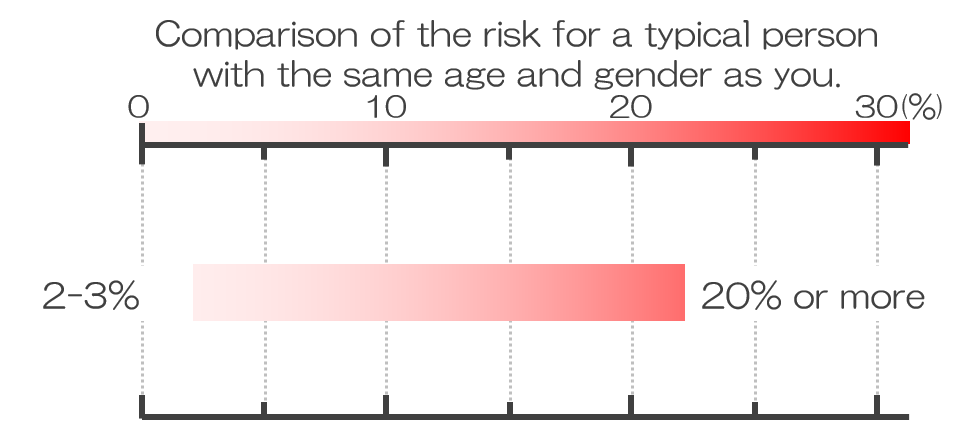 Comparison of the risk for a typical person
with the same age and gender as you.
0 10 20 30(%)
2-3% 20% or more